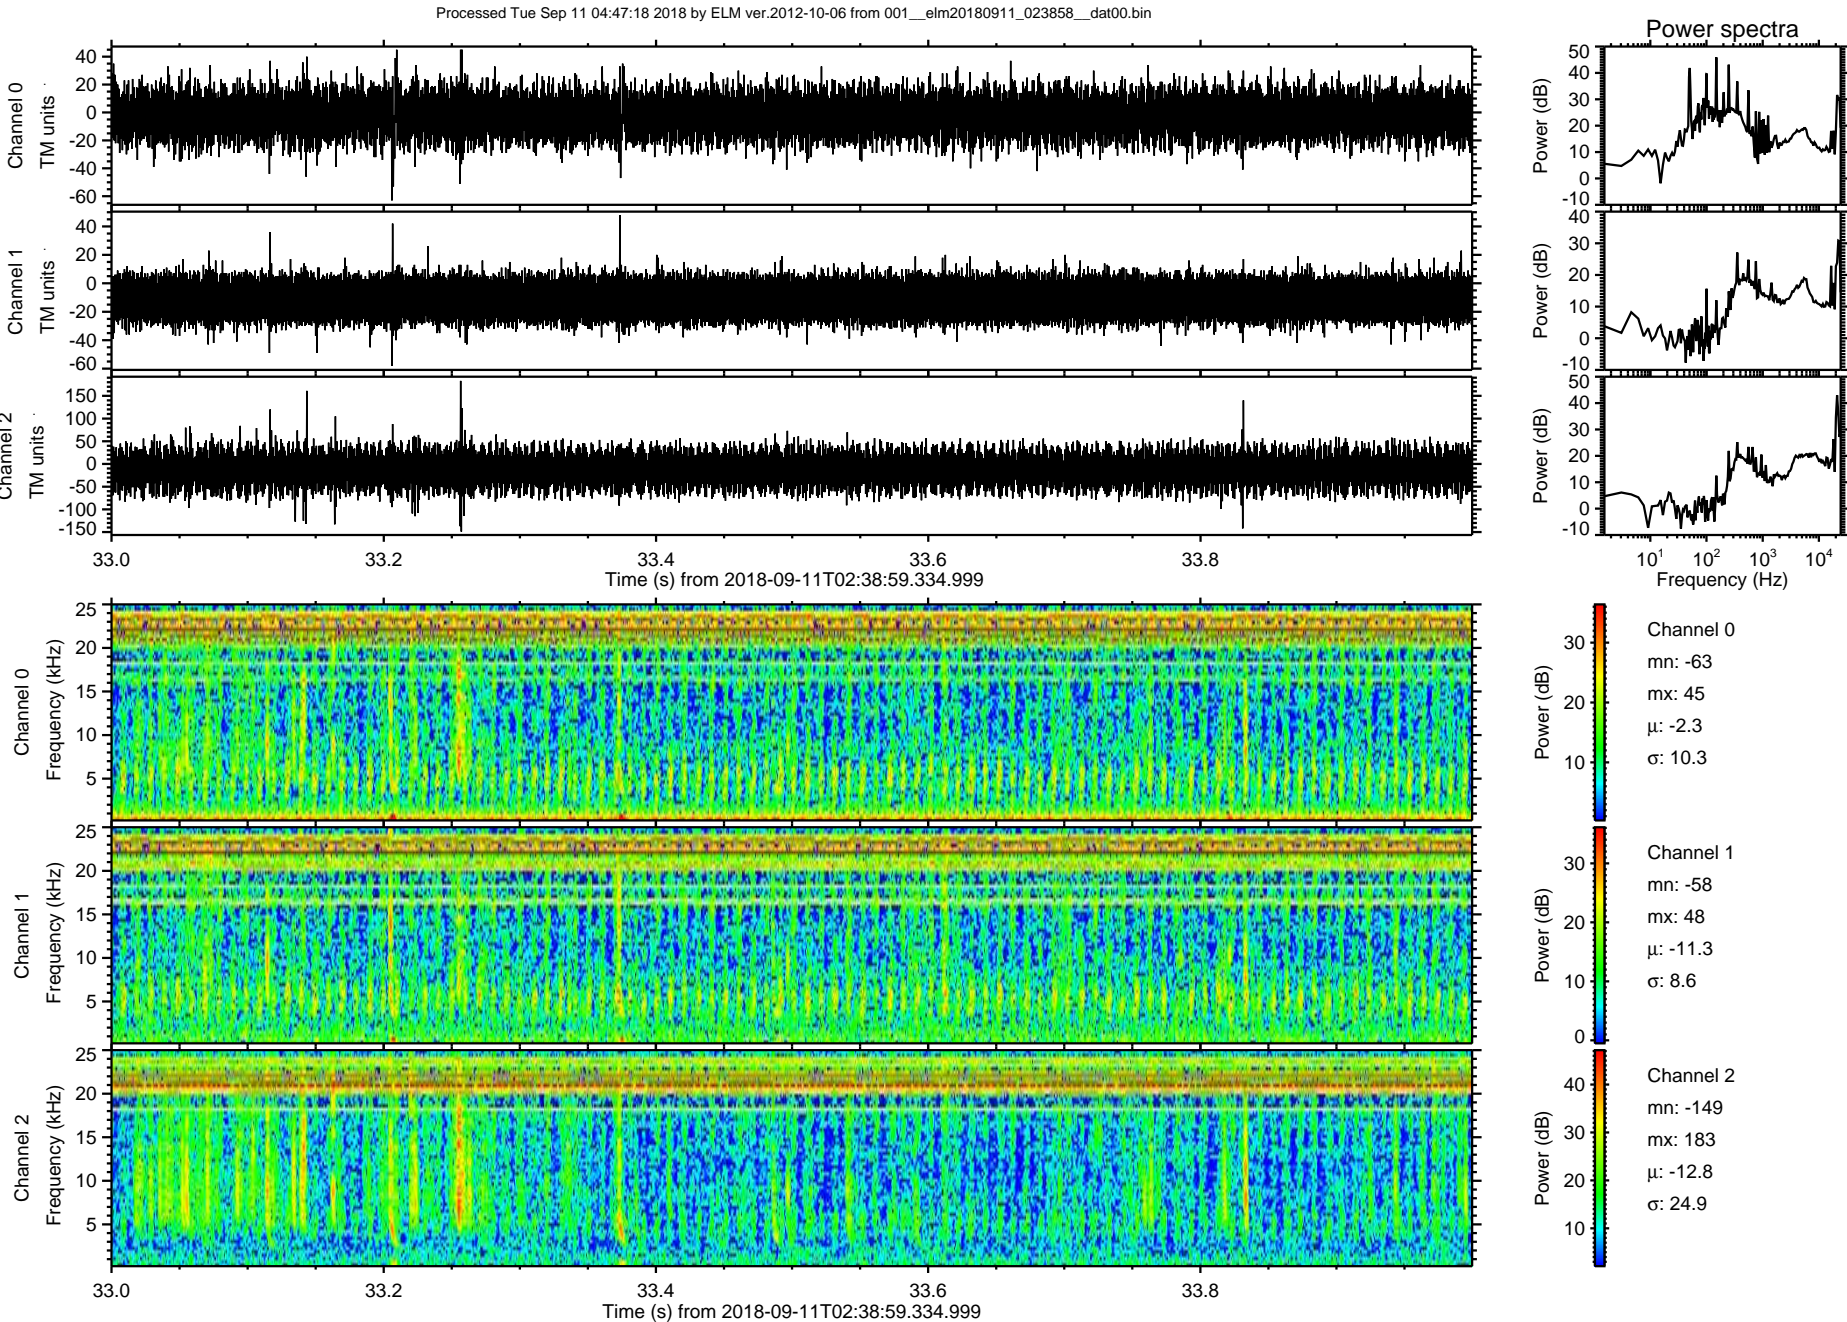 Processed Tue Sep 11 04:47:18 2018 by ELM ver.2012-10-06 from 001__elm20180911_023858__dat00.bin
Power spectra
Channel 0
TM units
40
20
0
-20
-40
-60
Power (dB)
50
40
30
20
10
0
-10
Channel 1
TM units
40
20
0
-20
-40
-60
Power (dB)
40
30
20
10
0
-10
Channel 2
TM units
150
100
50
0
-50
-100
-150
Power (dB)
50
40
30
20
10
0
-10
33.0 33.2 33.4 33.6 33.8
Time (s) from 2018-09-11T02:38:59.334.999
10^1 10^2 10^3 10^4
Frequency (Hz)
Channel 0
Frequency (kHz)
25
20
15
10
5
Power (dB)
30
20
10
Channel 0
mn: -63
mx: 45
μ: -2.3
σ: 10.3
Channel 1
Frequency (kHz)
25
20
15
10
5
Power (dB)
30
20
10
0
Channel 1
mn: -58
mx: 48
μ: -11.3
σ: 8.6
Channel 2
Frequency (kHz)
25
20
15
10
5
Power (dB)
40
30
20
10
Channel 2
mn: -149
mx: 183
μ: -12.8
σ: 24.9
33.0 33.2 33.4 33.6 33.8
Time (s) from 2018-09-11T02:38:59.334.999